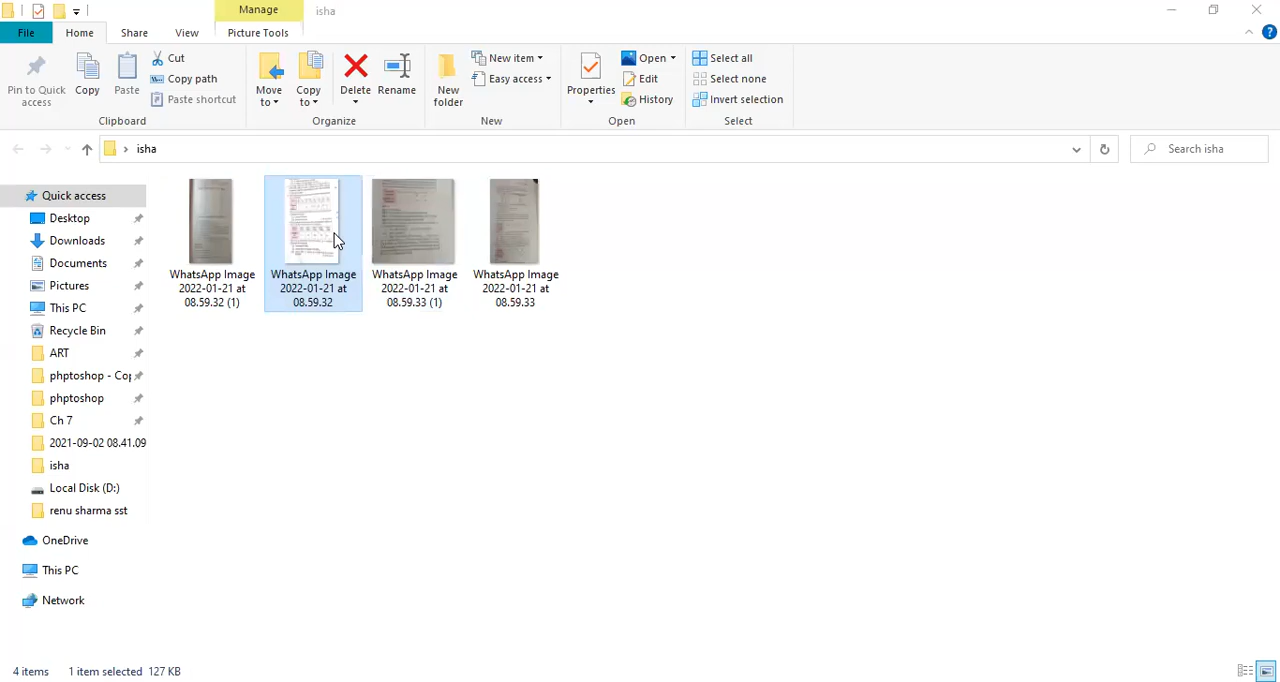 Manage
isha
File
Home
Share
View
Picture Tools
Pin to Quick
access
Copy
Paste
Cut
Copy path
Paste shortcut
Clipboard
Move
to
Copy
to
Delete
Rename
Organize
New
folder
New item
Easy access
New
Properties
Open
Edit
History
Open
Select all
Select none
Invert selection
Select
isha
Search isha
Quick access
Desktop
Downloads
Documents
Pictures
This PC
Recycle Bin
ART
phptoshop - Cop
phptoshop
Ch 7
2021-09-02 08.41.09
isha
Local Disk (D:)
renu sharma sst
OneDrive
This PC
Network
WhatsApp Image
2022-01-21 at
08.59.32 (1)
WhatsApp Image
2022-01-21 at
08.59.32
WhatsApp Image
2022-01-21 at
08.59.33 (1)
WhatsApp Image
2022-01-21 at
08.59.33
4 items
1 item selected 127 KB